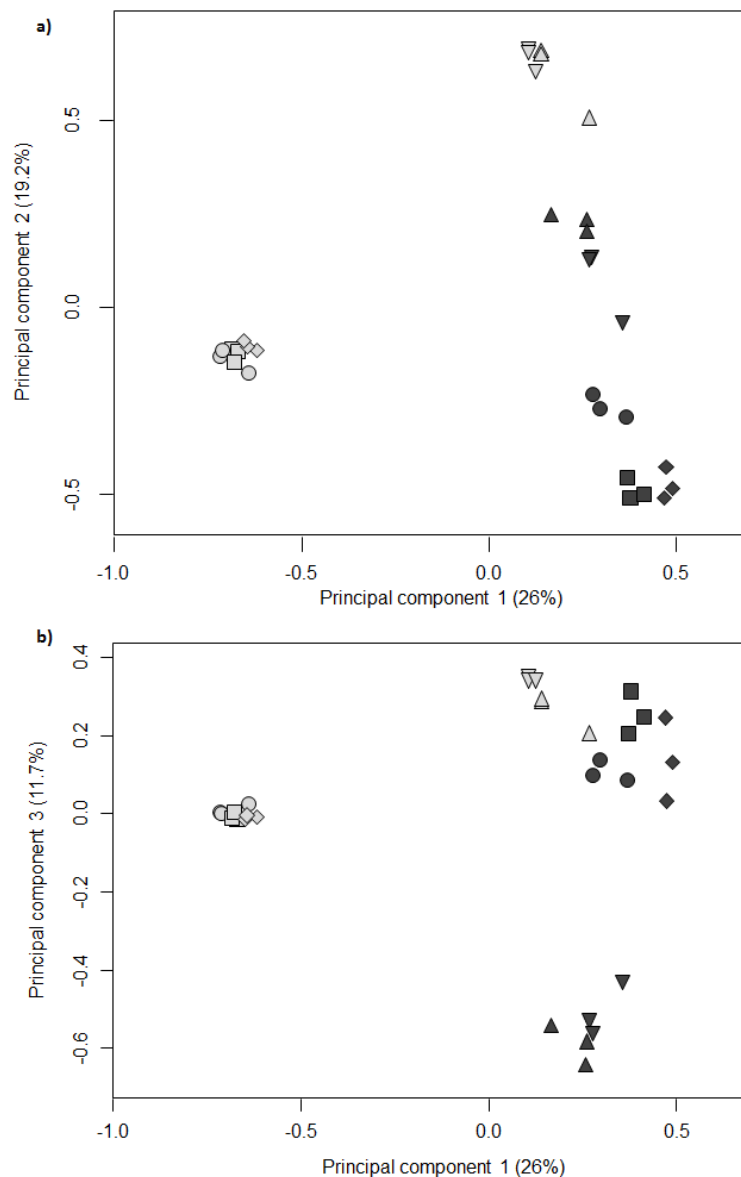 a)
Principal component 2 (19.2%)
0.5
0.0
-0.5
-1.0 -0.5 0.0 0.5
Principal component 1 (26%)
b)
Principal component 3 (11.7%)
0.4
0.2
0.0
-0.2
-0.4
-0.6
-1.0 -0.5 0.0 0.5
Principal component 1 (26%)